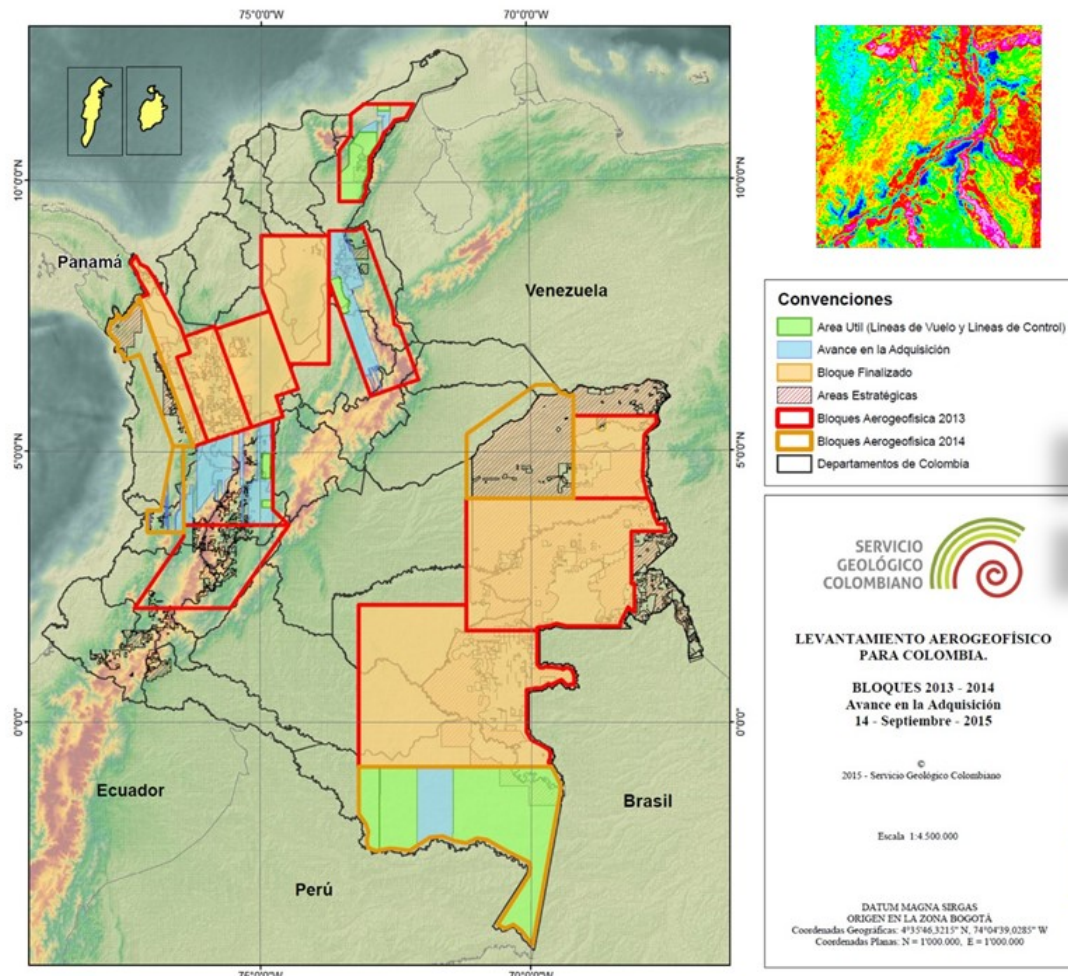 75°0'0"W
70°0'0"W
10°0'0"N
10°0'0"N
Panamá
Venezuela
5°0'0"N
5°0'0"N
0°0'0"
0°0'0"
Ecuador
Brasil
Perú
75°0'0"W
70°0'0"W
Convenciones
Area Util (Lineas de Vuelo y Lineas de Control)
Avance en la Adquisición
Bloque Finalizado
Areas Estratégicas
Bloques Aerogeofisica 2013
Bloques Aerogeofisica 2014
Departamentos de Colombia
SERVICIO
GEOLÓGICO
COLOMBIANO
LEVANTAMIENTO AEROGEOFÍSICO
PARA COLOMBIA.
BLOQUES 2013 - 2014
Avance en la Adquisición
14 - Septiembre - 2015
©
2015 - Servicio Geológico Colombiano
Escala 1:4.500.000
DATUM MAGNA SIRGAS
ORIGEN EN LA ZONA BOGOTÁ
Coordenadas Geográficas: 4°35'46,3215" N, 74°04'39,0285" W
Coordenadas Planas: N = 1'000.000, E = 1'000.000